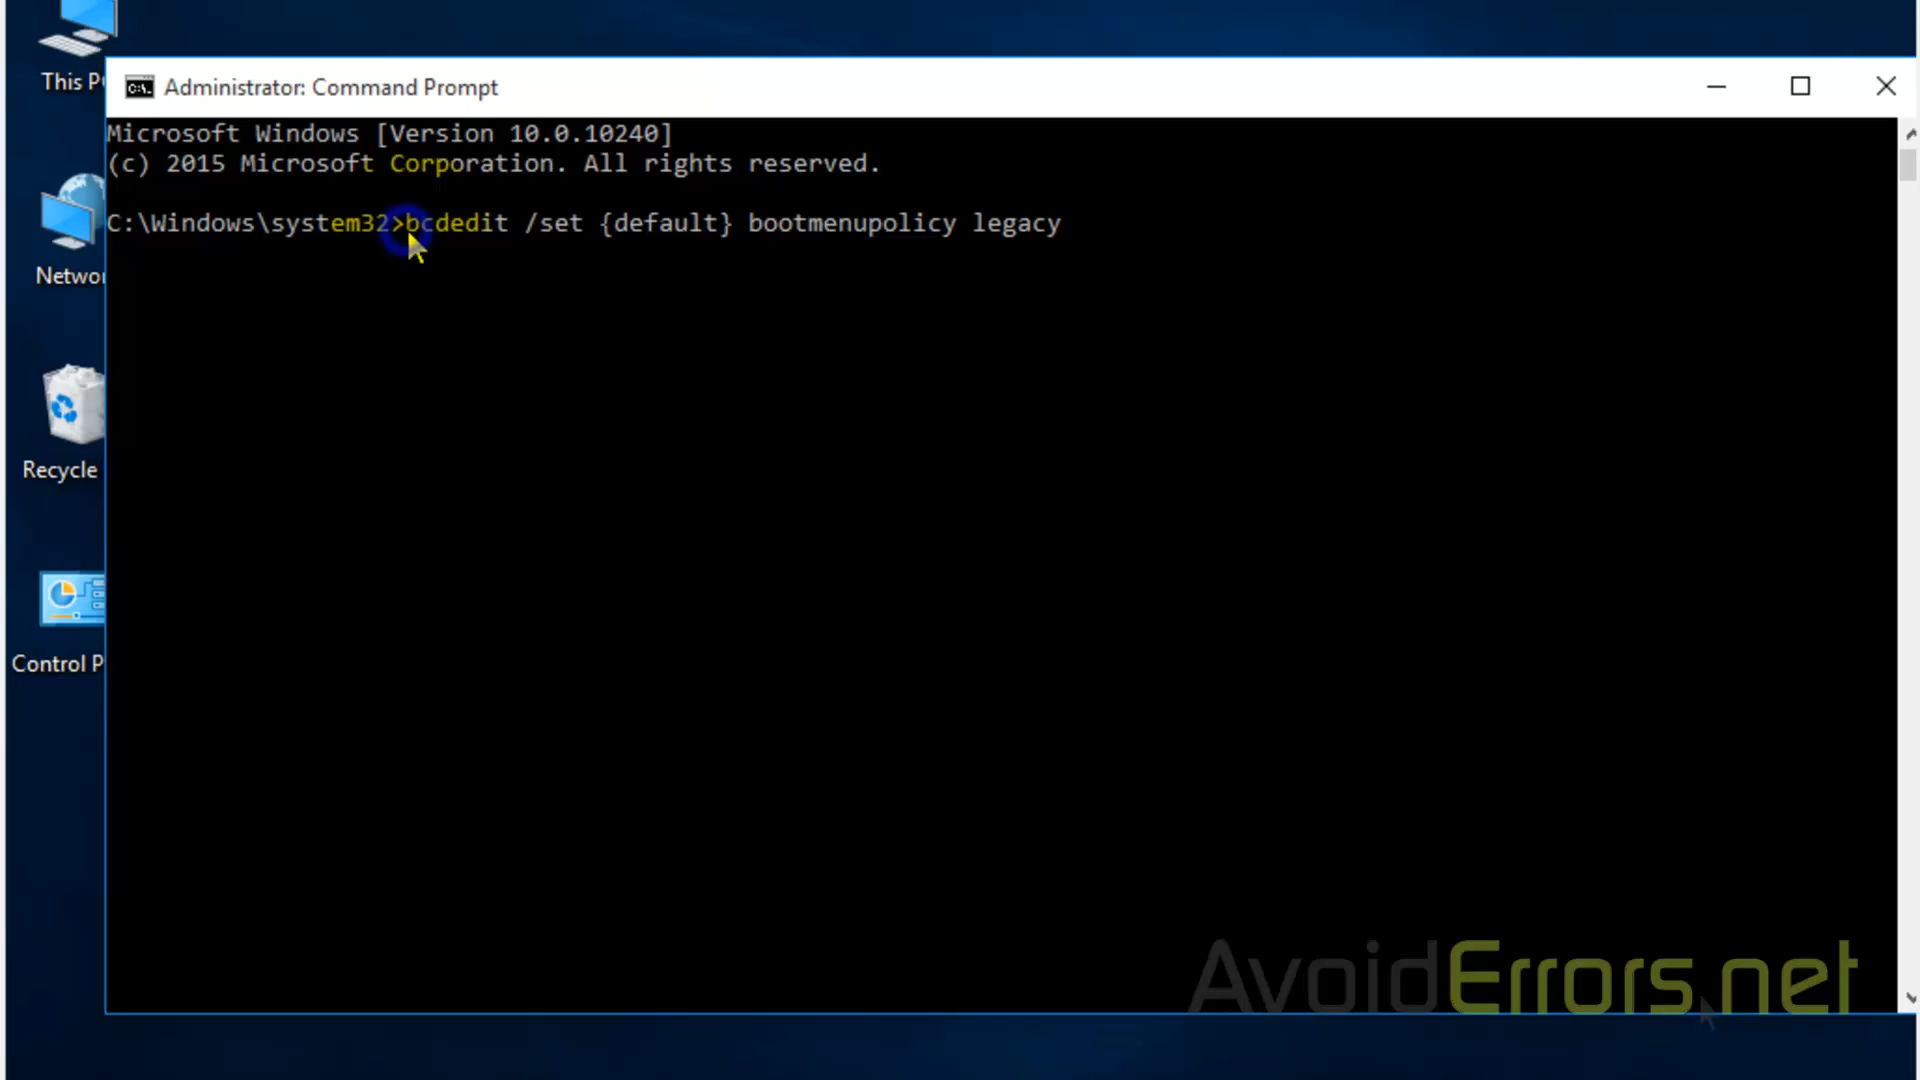 This P
Administrator: Command Prompt
Microsoft Windows [Version 10.0.10240]
(c) 2015 Microsoft Corporation. All rights reserved.
C:\Windows\system32>bcdedit /set {default} bootmenupolicy legacy
Networ
Recycle
Control P
AvoidErrors.net